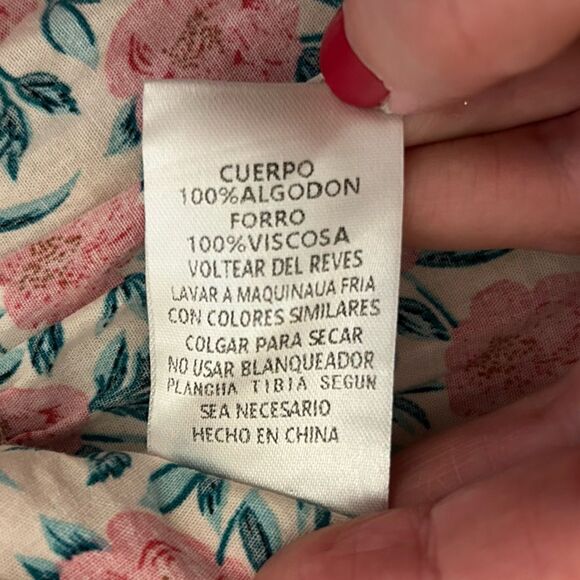 CUERPO
100%ALGODON
FORRO
100%VISCOSA
VOLTEAR DEL REVES
LAVAR A MAQUINAUA FRIA
CON COLORES SIMILARES
COLGAR PARA SECAR
NO USAR BLANQUEADOR
PLANCHA TIBIA SEGUN
SEA NECESARIO
HECHO EN CHINA